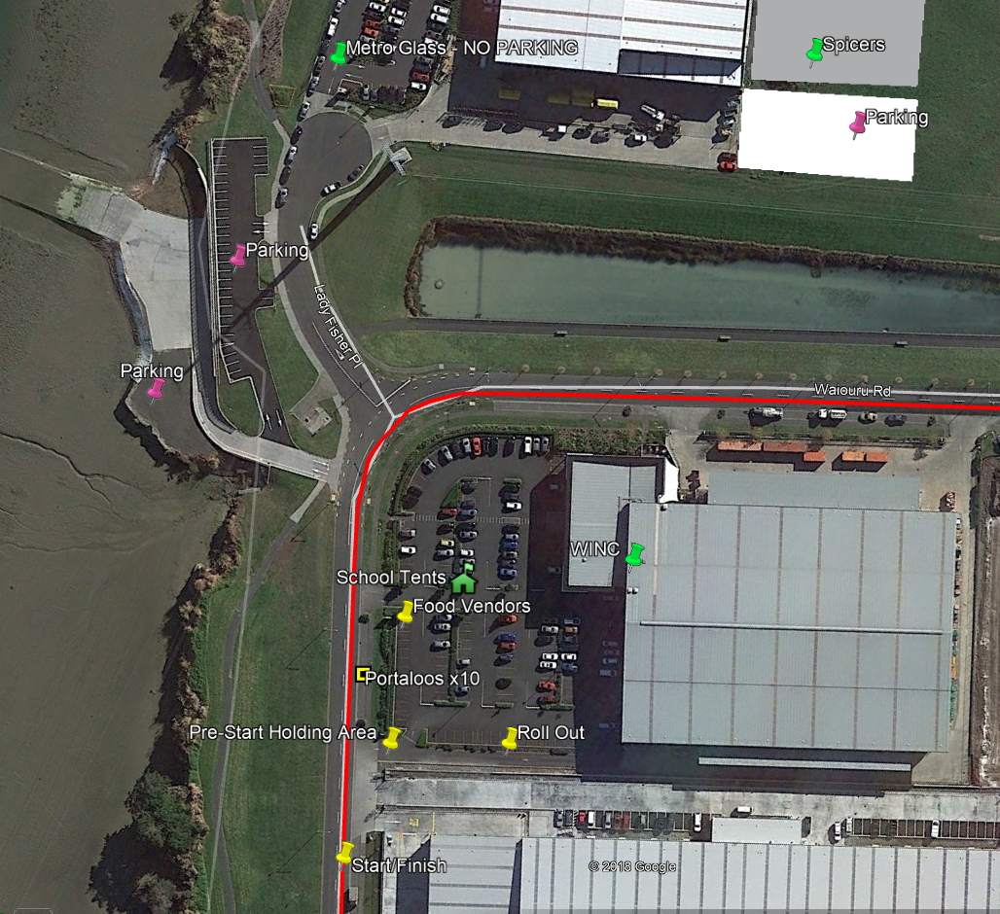 Metro Glass - NO PARKING
Spicers
Parking
Parking
Lady Fisher Pl
Parking
Waiouru Rd
WINC
School Tents
Food Vendors
Portaloos x10
Pre-Start Holding Area
Roll Out
Start/Finish
© 2018 Google